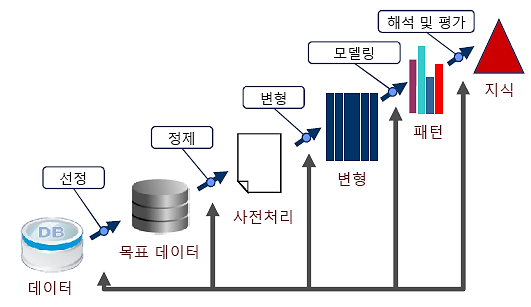 해석 및 평가
모델링
지식
변형
패턴
정제
변형
선정
사전처리
DB
목표 데이터
데이터